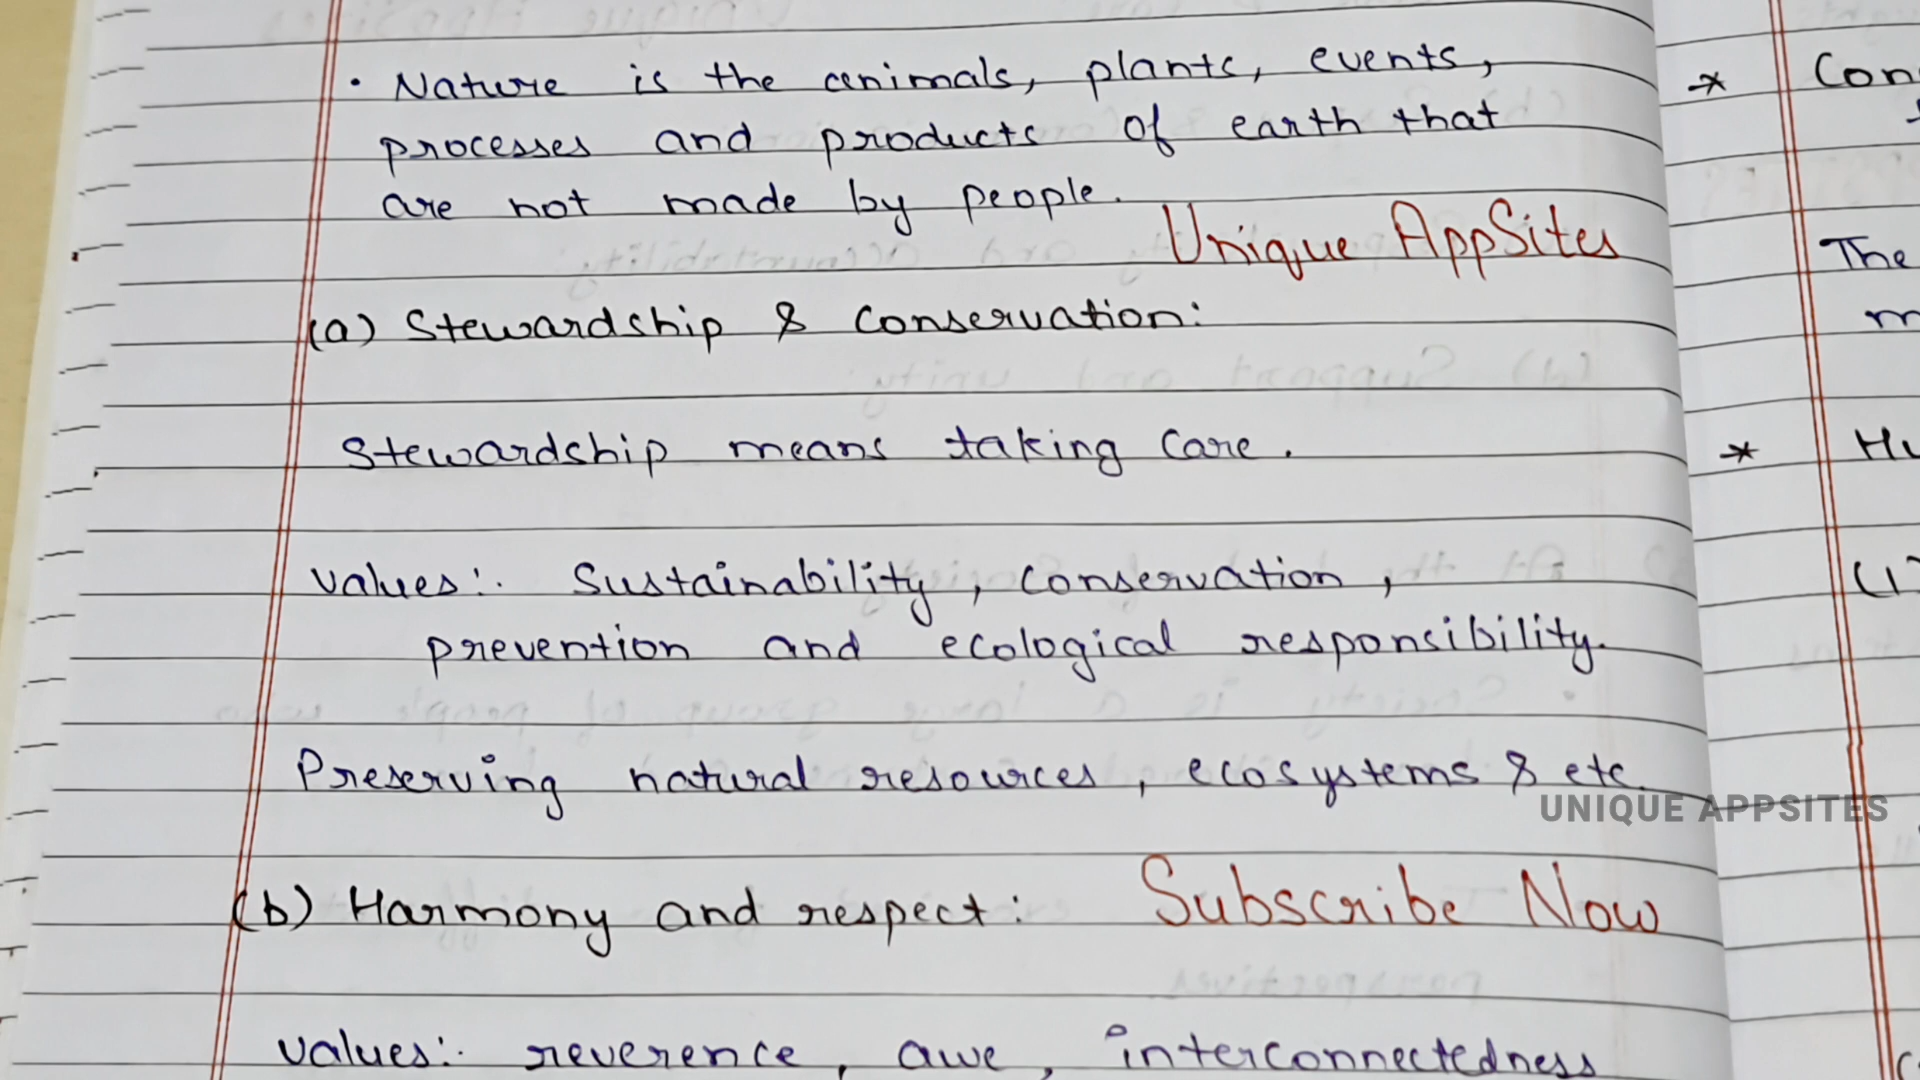 • Nature is the animals, plants, events,
processes and products of earth that
are not made by people.
Unique AppSites
(a) Stewardship & conservation:
Stewardship means taking care.
values:. Sustainability, conservation,
prevention and ecological responsibility.
Preserving natural resources, ecosystems & etc.
UNIQUE APPSITES
(b) Harmony and respect:
Subscribe Now
values:. reverence, awe, interconnectedness
* Con
The
m
* Hu
(1)